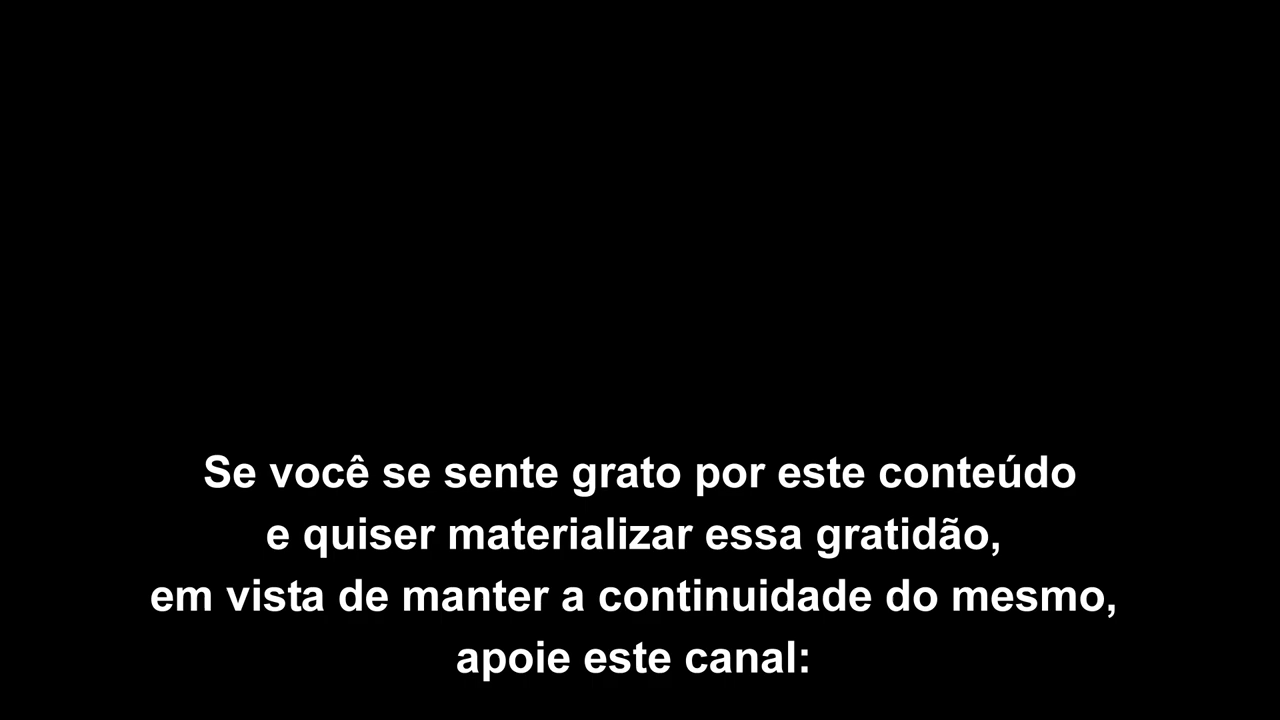 Se você se sente grato por este conteúdo
e quiser materializar essa gratidão,
em vista de manter a continuidade do mesmo,
apoie este canal: